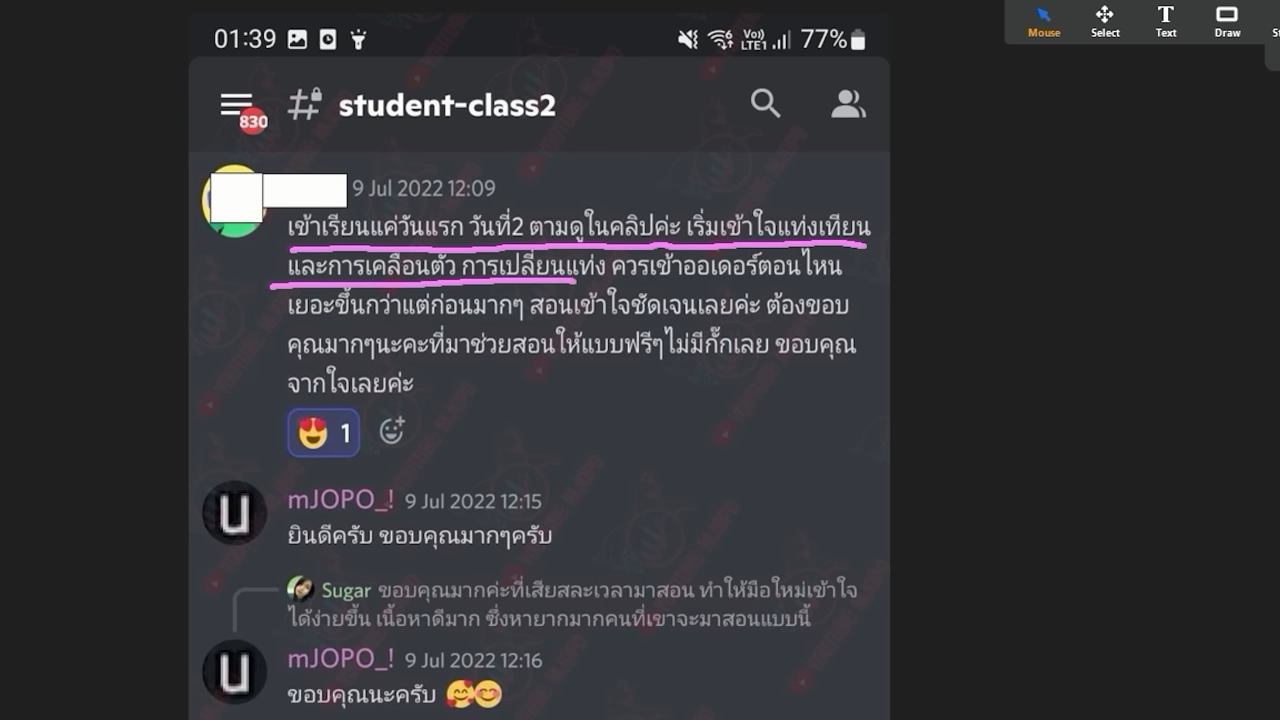 Mouse
Select
Text
Draw
01:39
Vo))
LTE1
77%
student-class2
830
9 Jul 2022 12:09
เข้าเรียนแค่วันแรก วันที่2 ตามดูในคลิปค่ะ เริ่มเข้าใจแท่งเทียน
และการเคลื่อนตัว การเปลี่ยนแท่ง ควรเข้าออเดอร์ตอนไหน
เยอะขึ้นกว่าแต่ก่อนมากๆ สอนเข้าใจชัดเจนเลยค่ะ ต้องขอบ
คุณมากๆนะคะที่มาช่วยสอนให้แบบฟรีๆไม่มีกั๊กเลย ขอบคุณ
จากใจเลยค่ะ
1
mJOPO_! 9 Jul 2022 12:15
ยินดีครับ ขอบคุณมากๆครับ
Sugar ขอบคุณมากค่ะที่เสียสละเวลามาสอน ทำให้มือใหม่เข้าใจ
ได้ง่ายขึ้น เนื้อหาดีมาก ซึ่งหายากมากคนที่เขาจะมาสอนแบบนี้
mJOPO_! 9 Jul 2022 12:16
ขอบคุณนะครับ 🥰😊